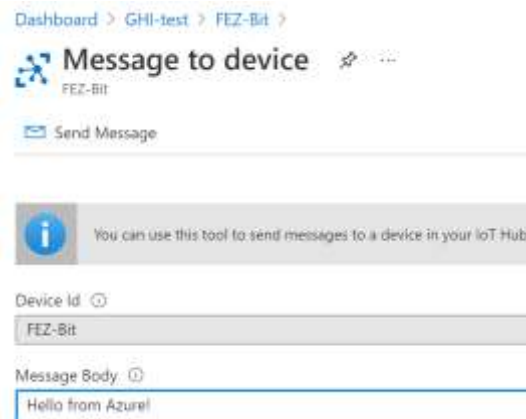 Dashboard > GHI-test > FEZ-Bit >
Message to device ...
FEZ-Bit
Send Message
You can use this tool to send messages to a device in your IoT Hub
Device Id
FEZ-Bit
Message Body
Hello from Azure!